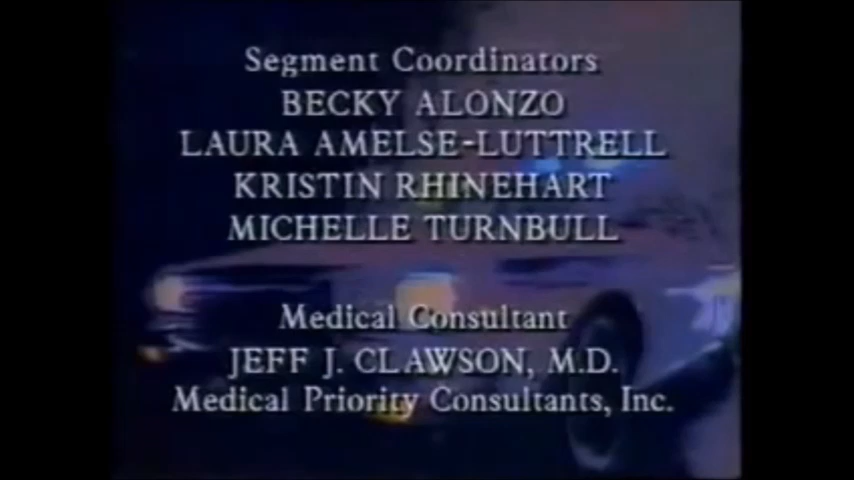 Segment Coordinators
BECKY ALONZO
LAURA AMELSE-LUTTRELL
KRISTIN RHINEHART
MICHELLE TURNBULL
Medical Consultant
JEFF J. CLAWSON, M.D.
Medical Priority Consultants, Inc.